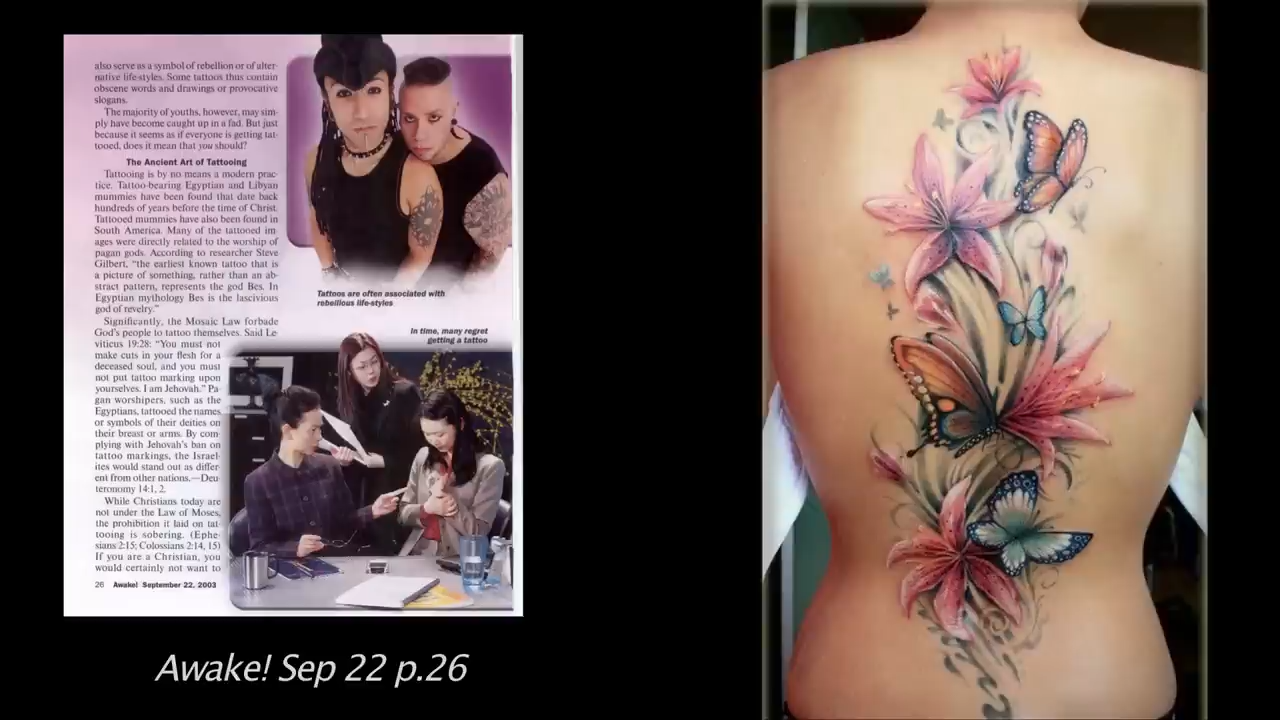 also serve as a symbol of rebellion or of alter-
native life-styles. Some tattoos thus contain
obscene words and drawings or provocative
slogans.
The majority of youths, however, may sim-
ply have become caught up in a fad. But just
because it seems as if everyone is getting tat-
tooed, does it mean that you should?
The Ancient Art of Tattooing
Tattooing is by no means a modern prac-
tice. Tattoo-bearing Egyptian and Libyan
mummies have been found that date back
hundreds of years before the time of Christ.
Tattooed mummies have also been found in
South America. Many of the tattooed im-
ages were directly related to the worship of
pagan gods. According to researcher Steve
Gilbert, “the earliest known tattoo that is
a picture of something, rather than an ab-
stract pattern, represents the god Bes. In
Egyptian mythology Bes is the lascivious
god of revelry.”
Significantly, the Mosaic Law forbade
God's people to tattoo themselves. Said Le-
viticus 19:28: “You must not
make cuts in your flesh for a
deceased soul, and you must
not put tattoo marking upon
yourselves. I am Jehovah.” Pa-
gan worshipers, such as the
Egyptians, tattooed the names
or symbols of their deities on
their breast or arms. By com-
plying with Jehovah's ban on
tattoo markings, the Israel-
ites would stand out as differ-
ent from other nations.—Deu-
teronomy 14:1, 2.
While Christians today are
not under the Law of Moses,
the prohibition it laid on tat-
tooing is sobering. (Ephe-
sians 2:15; Colossians 2:14, 15)
If you are a Christian, you
would certainly not want to
26 Awake! September 22, 2003
Tattoos are often associated with
rebellious life-styles
In time, many regret
getting a tattoo
Awake! Sep 22 p.26